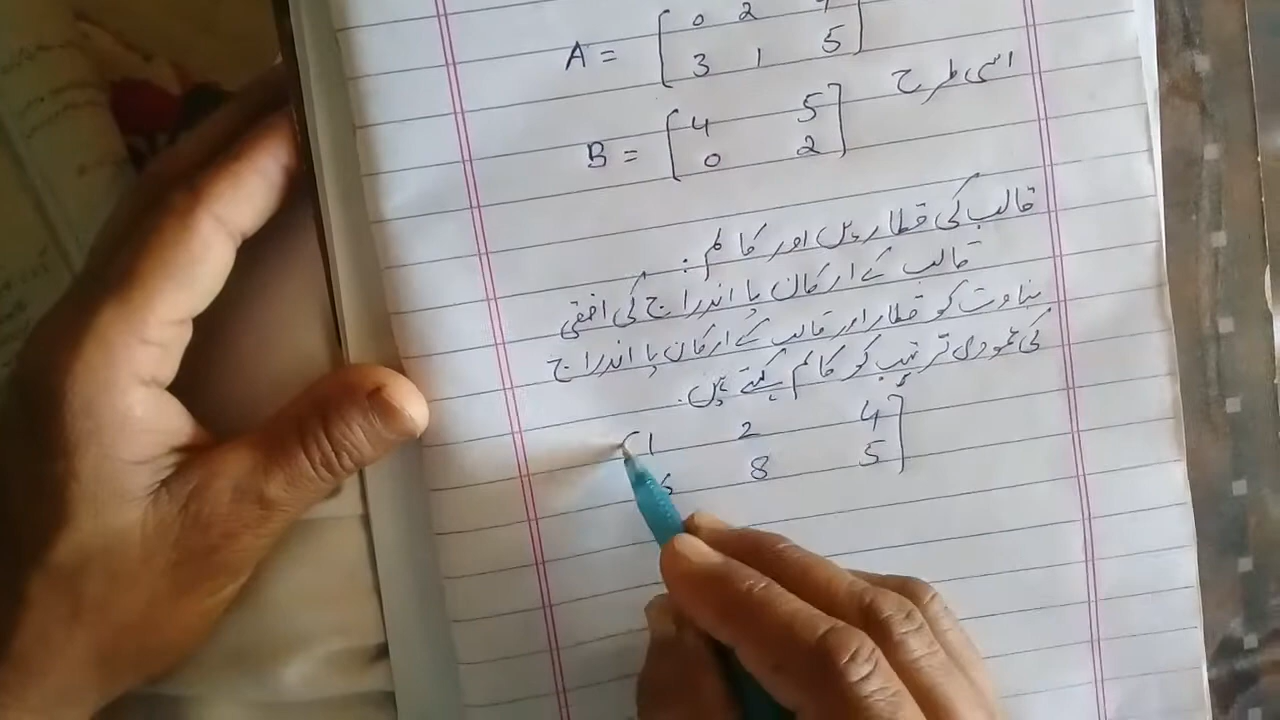 A = [ 0 2
3 1 5 ]
اسی طرح
B = [ 4 5
0 2 ]
قالب کی قطاریں اور کالم :
قالب کے ارکان یا اندراج کی افقی
بناوت کو قطار اور قالب کے ارکان یا اندراج
کی عمودی ترتیب کو کالم کہتے ہیں.
[ 1 2 4
6 8 5 ]